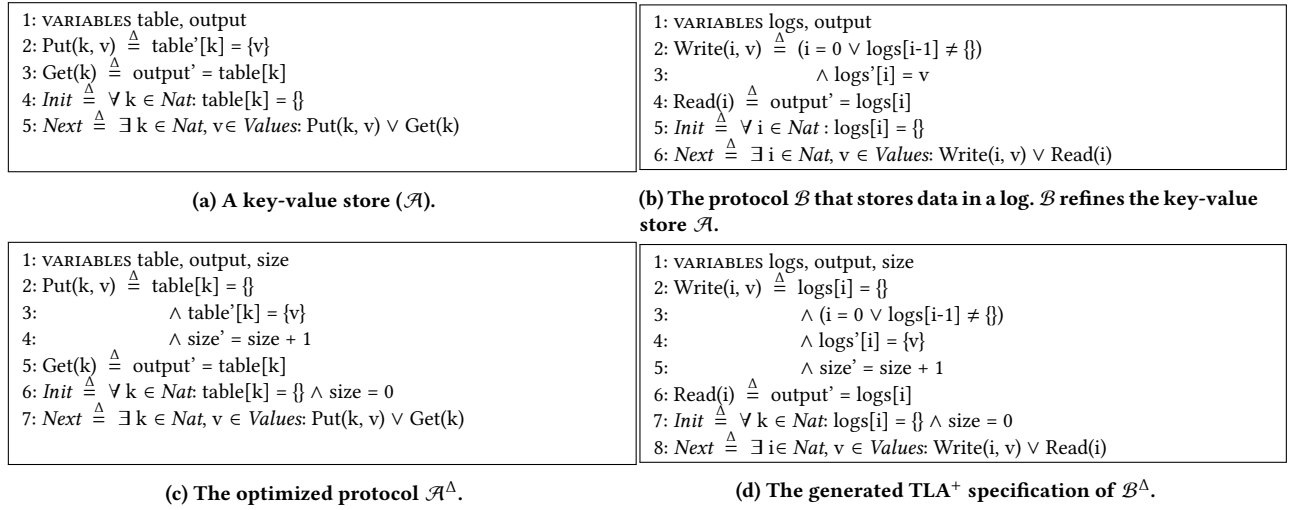 1: VARIABLES table, output
2: Put(k, v) ≜ table'[k] = {v}
3: Get(k) ≜ output' = table[k]
4: Init ≜ ∀ k ∈ Nat: table[k] = {}
5: Next ≜ ∃ k ∈ Nat, v∈ Values: Put(k, v) ∨ Get(k)
(a) A key-value store (𝒜).
1: VARIABLES logs, output
2: Write(i, v) ≜ (i = 0 ∨ logs[i-1] ≠ {})
3: ∧ logs'[i] = v
4: Read(i) ≜ output' = logs[i]
5: Init ≜ ∀ i ∈ Nat : logs[i] = {}
6: Next ≜ ∃ i ∈ Nat, v ∈ Values: Write(i, v) ∨ Read(i)
(b) The protocol ℬ that stores data in a log. ℬ refines the key-value
store 𝒜.
1: VARIABLES table, output, size
2: Put(k, v) ≜ table[k] = {}
3: ∧ table'[k] = {v}
4: ∧ size' = size + 1
5: Get(k) ≜ output' = table[k]
6: Init ≜ ∀ k ∈ Nat: table[k] = {} ∧ size = 0
7: Next ≜ ∃ k ∈ Nat, v ∈ Values: Put(k, v) ∨ Get(k)
(c) The optimized protocol 𝒜^Δ.
1: VARIABLES logs, output, size
2: Write(i, v) ≜ logs[i] = {}
3: ∧ (i = 0 ∨ logs[i-1] ≠ {})
4: ∧ logs'[i] = {v}
5: ∧ size' = size + 1
6: Read(i) ≜ output' = logs[i]
7: Init ≜ ∀ k ∈ Nat: logs[i] = {} ∧ size = 0
8: Next ≜ ∃ i∈ Nat, v ∈ Values: Write(i, v) ∨ Read(i)
(d) The generated TLA⁺ specification of ℬ^Δ.